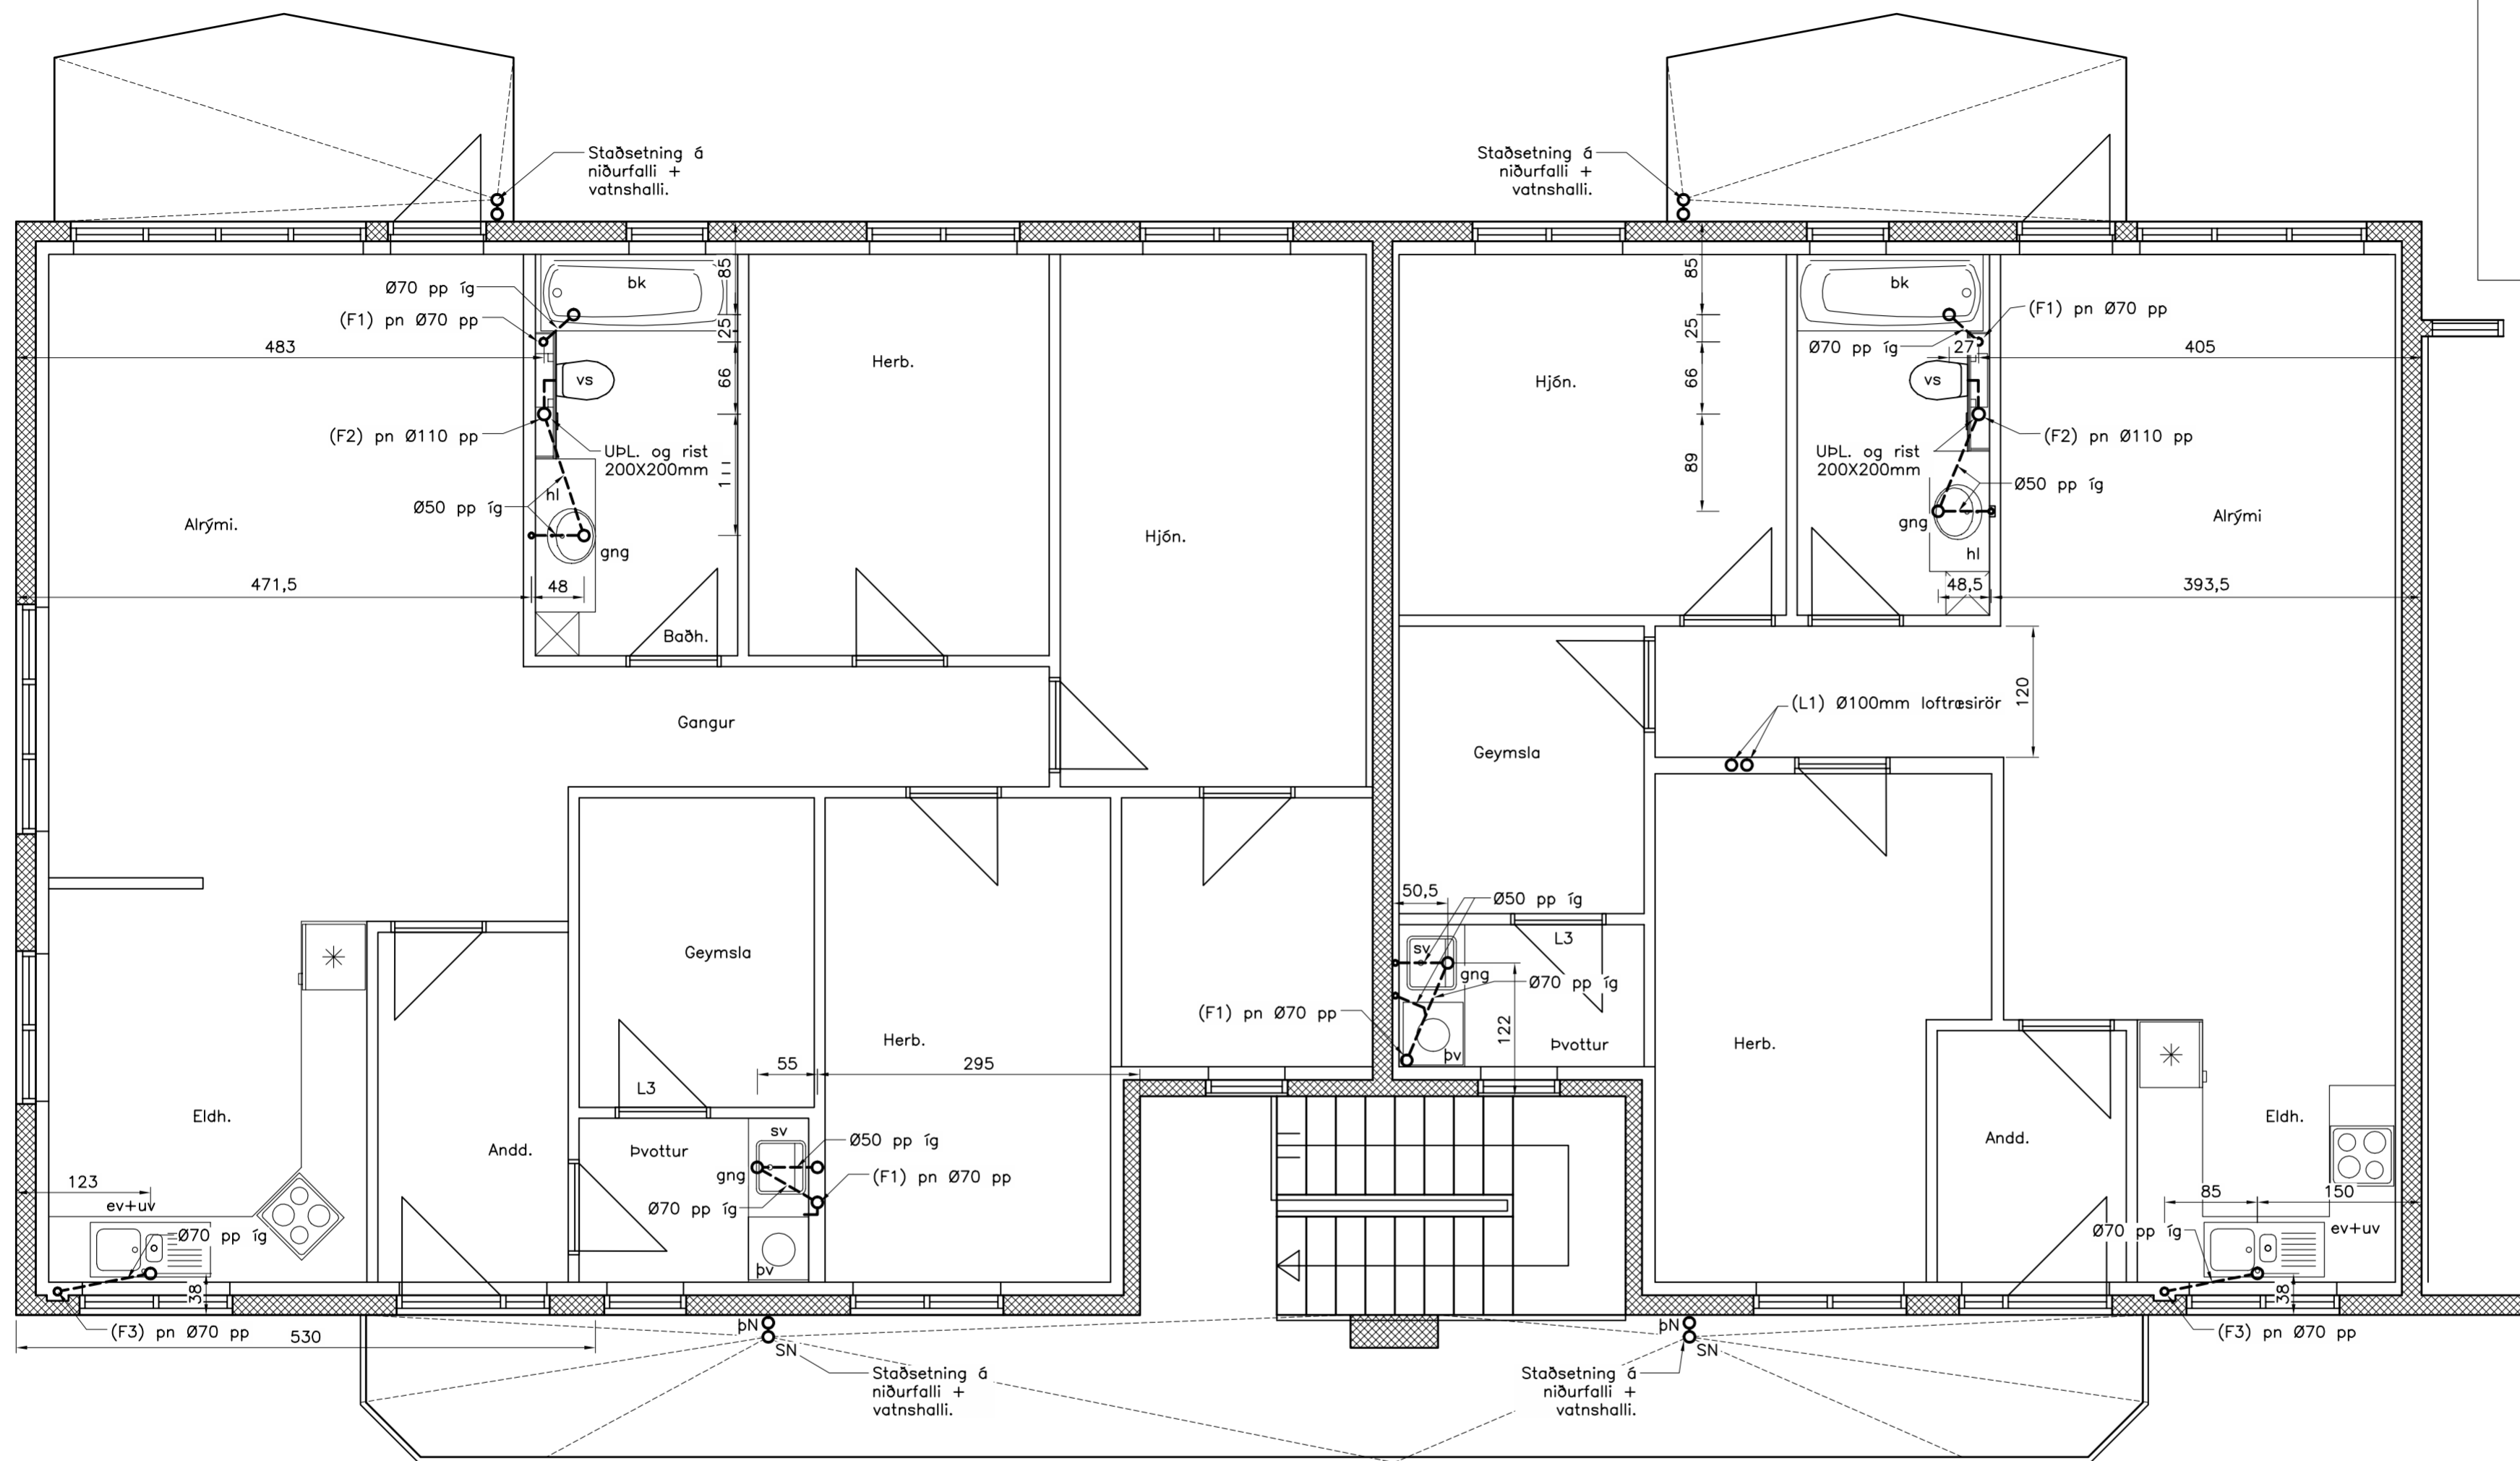 Staðsetning á
niðurfalli +
vatnshalli.
Staðsetning á
niðurfalli +
vatnshalli.
Ø70 pp íg
(F1) pn Ø70 pp
483
bk
85
25
66
vs
(F2) pn Ø110 pp
UÞL. og rist
200X200mm
111
hl
Ø50 pp íg
gng
471,5
48
Baðh.
Alrými.
Herb.
Hjón.
Gangur
Hjón.
85
25
66
89
bk
(F1) pn Ø70 pp
Ø70 pp íg
27
405
vs
(F2) pn Ø110 pp
UÞL. og rist
200X200mm
Ø50 pp íg
gng
hl
Alrými
48,5
393,5
120
(L1) Ø100mm loftræsirör
Geymsla
50,5
Ø50 pp íg
L3
sv
gng
Ø70 pp íg
(F1) pn Ø70 pp
122
þv
Þvottur
Geymsla
Herb.
55
295
L3
Eldh.
Andd.
Þvottur
sv
Ø50 pp íg
gng
(F1) pn Ø70 pp
Ø70 pp íg
þv
123
ev+uv
Ø70 pp íg
38
(F3) pn Ø70 pp
530
Herb.
Andd.
Eldh.
85
150
Ø70 pp íg
ev+uv
38
(F3) pn Ø70 pp
þN
SN
Staðsetning á
niðurfalli +
vatnshalli.
þN
SN
Staðsetning á
niðurfalli +
vatnshalli.